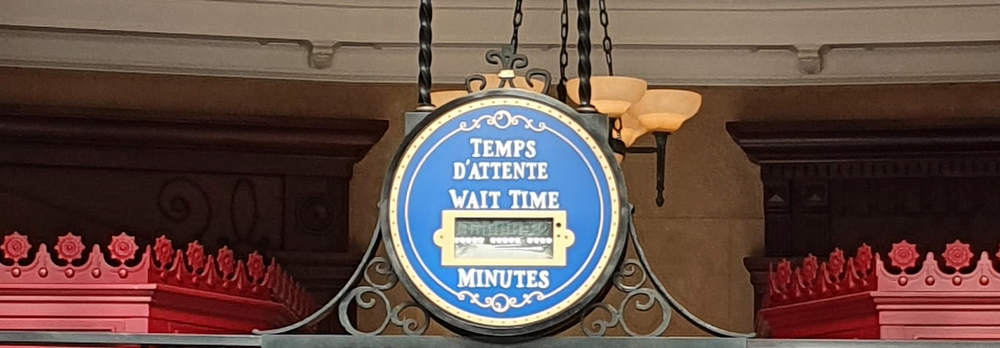 TEMPS
D'ATTENTE
WAIT TIME
MINUTES